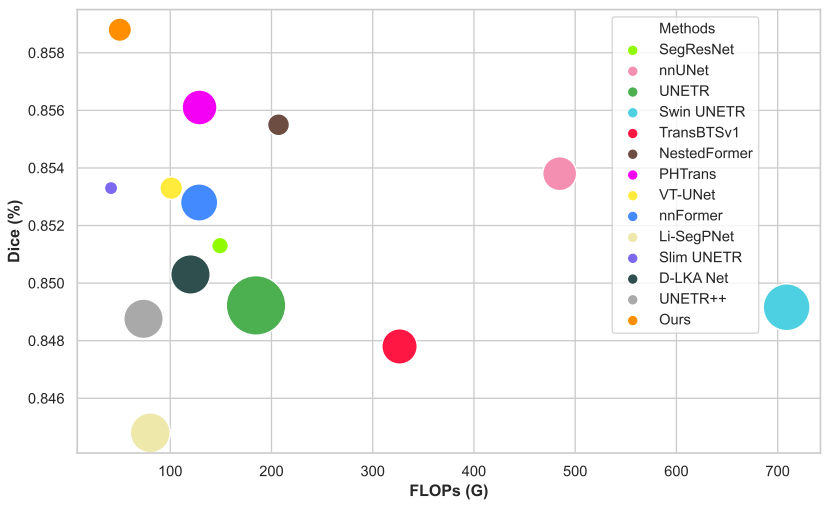 Methods
SegResNet
nnUNet
UNETR
Swin UNETR
TransBTSv1
NestedFormer
PHTrans
VT-UNet
nnFormer
Li-SegPNet
Slim UNETR
D-LKA Net
UNETR++
Ours
Dice (%)
0.858
0.856
0.854
0.852
0.850
0.848
0.846
100 200 300 400 500 600 700
FLOPs (G)